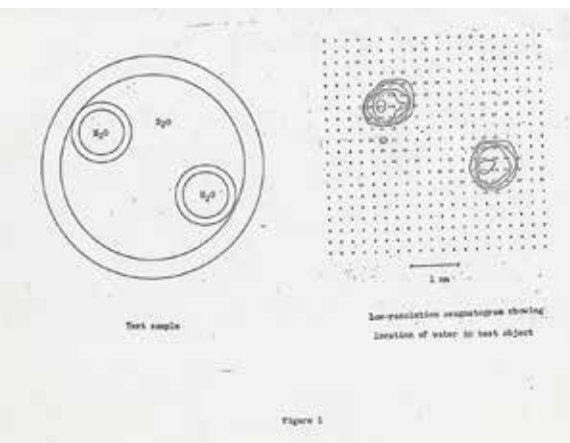 H₂O
D₂O
H₂O
1 mm
Test sample
Low-resolution zeugmatogram showing
location of water in test object
Figure 1